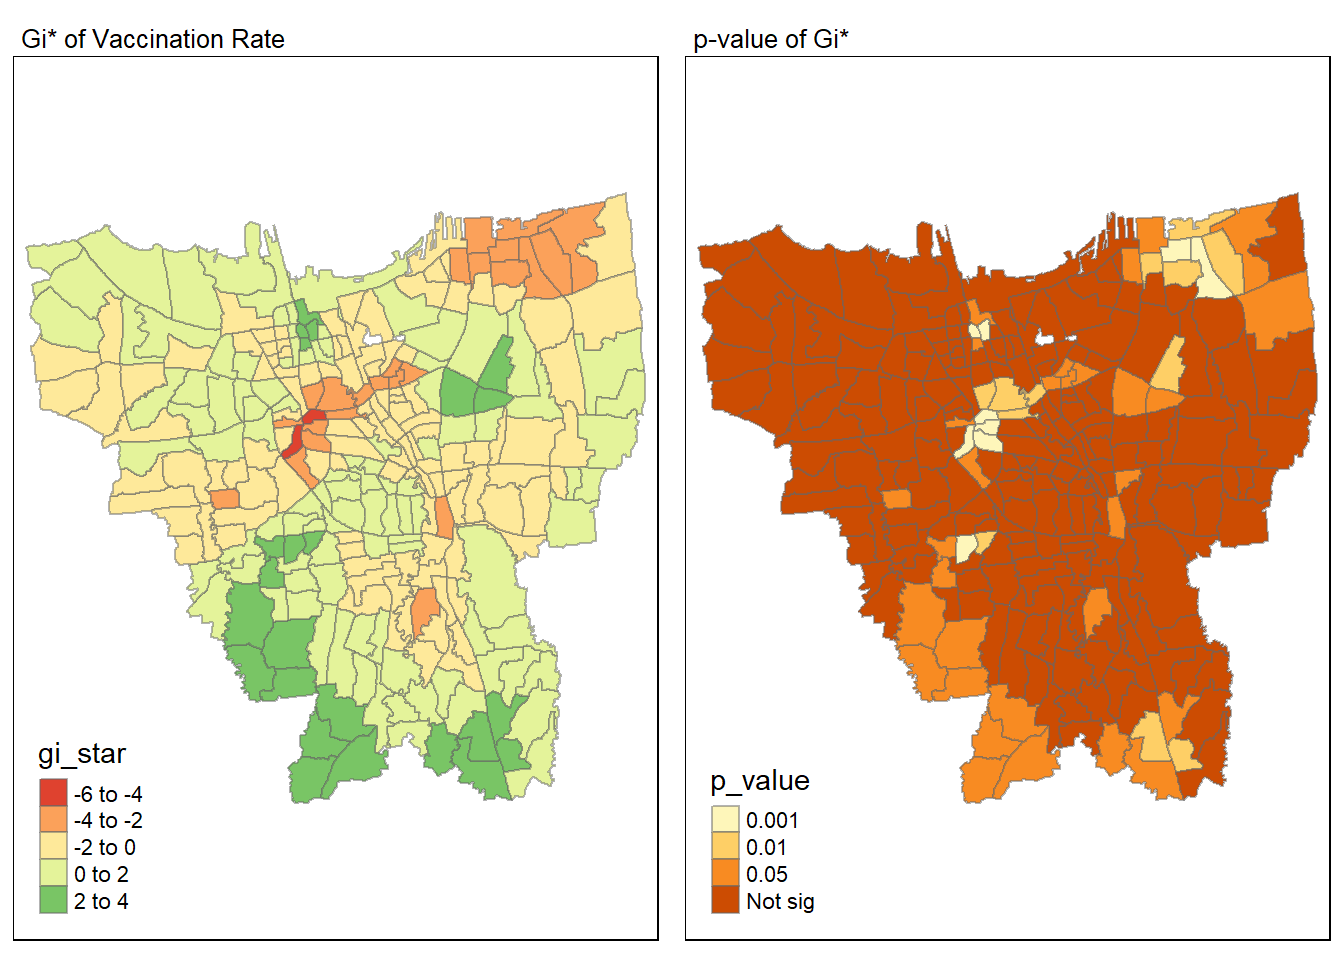 Gi* of Vaccination Rate
gi_star
-6 to -4
-4 to -2
-2 to 0
0 to 2
2 to 4
p-value of Gi*
p_value
0.001
0.01
0.05
Not sig